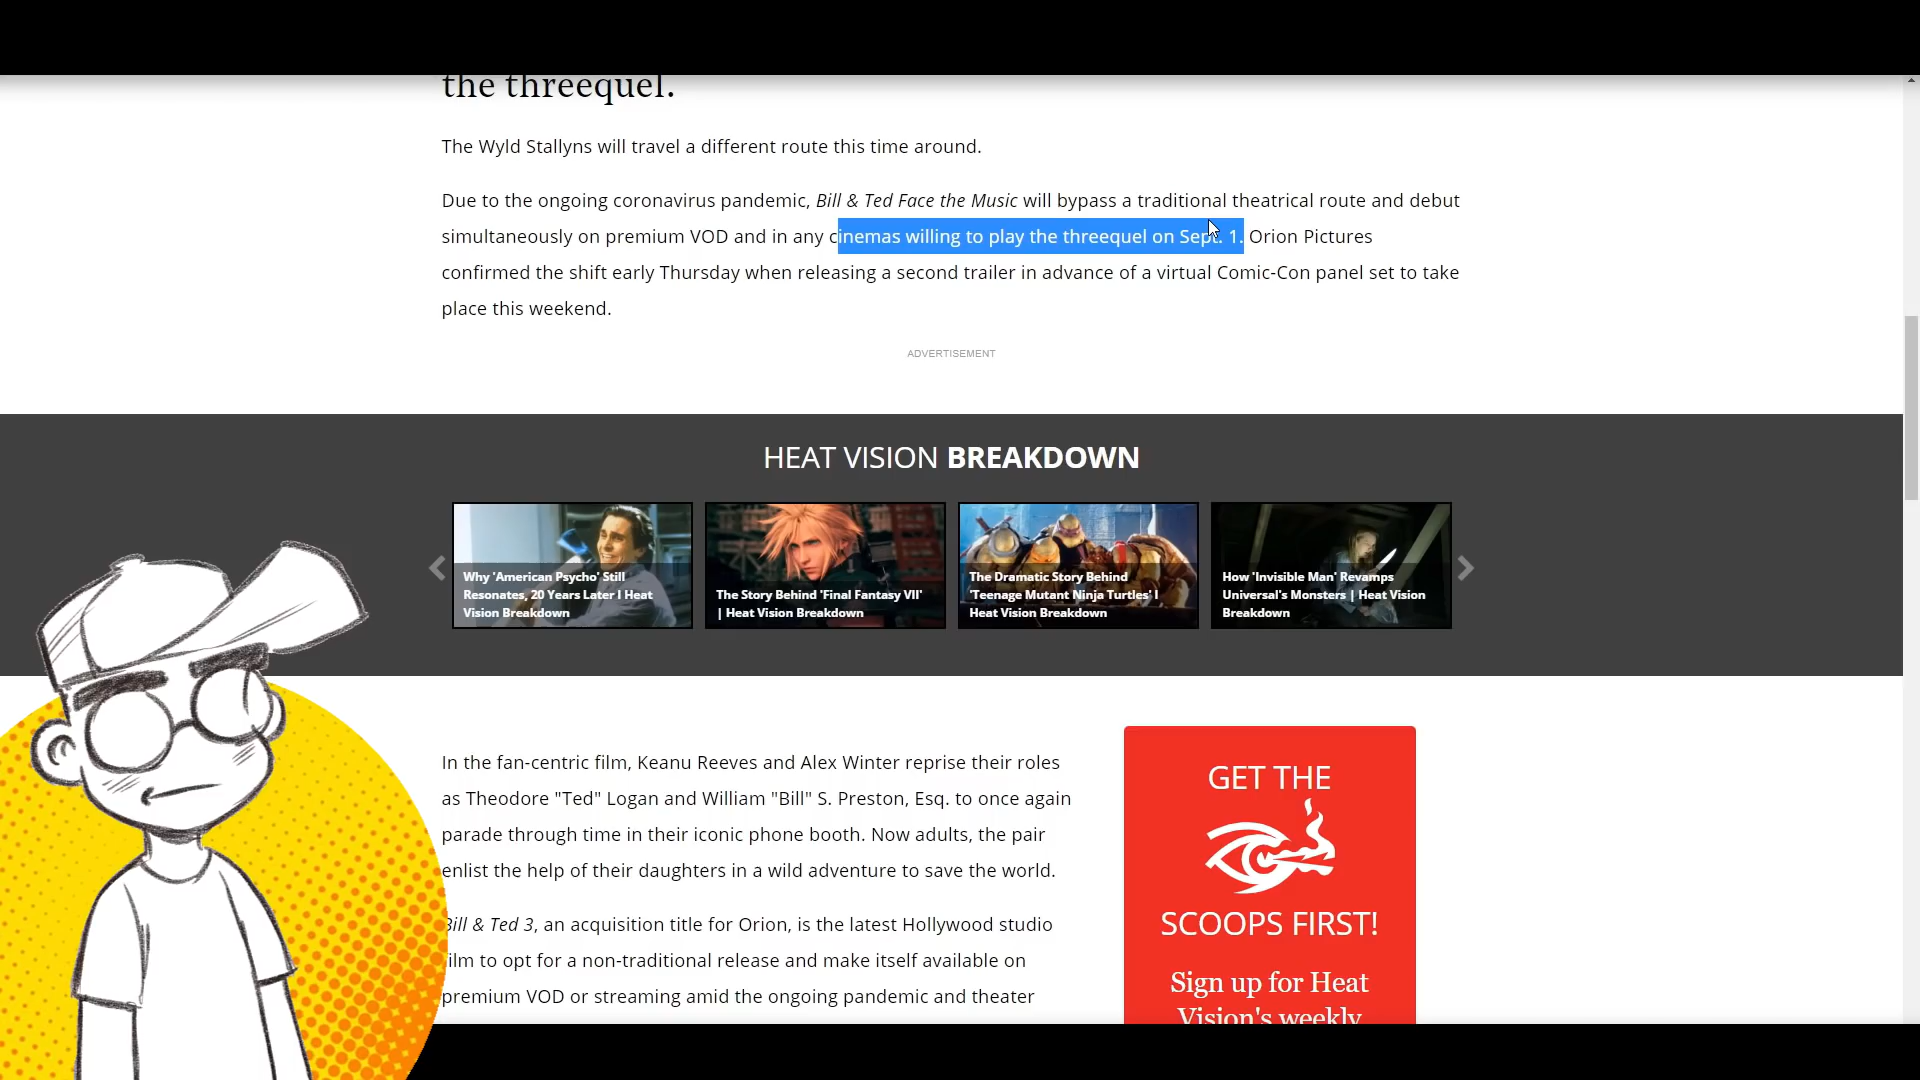 the threequel.
The Wyld Stallyns will travel a different route this time around.
Due to the ongoing coronavirus pandemic, Bill & Ted Face the Music will bypass a traditional theatrical route and debut
simultaneously on premium VOD and in any cinemas willing to play the threequel on Sept. 1. Orion Pictures
confirmed the shift early Thursday when releasing a second trailer in advance of a virtual Comic-Con panel set to take
place this weekend.
ADVERTISEMENT
HEAT VISION BREAKDOWN
Why 'American Psycho' Still
Resonates, 20 Years Later I Heat
Vision Breakdown
The Story Behind 'Final Fantasy VII'
| Heat Vision Breakdown
The Dramatic Story Behind
'Teenage Mutant Ninja Turtles' I
Heat Vision Breakdown
How 'Invisible Man' Revamps
Universal's Monsters | Heat Vision
Breakdown
In the fan-centric film, Keanu Reeves and Alex Winter reprise their roles
as Theodore "Ted" Logan and William "Bill" S. Preston, Esq. to once again
parade through time in their iconic phone booth. Now adults, the pair
enlist the help of their daughters in a wild adventure to save the world.
Bill & Ted 3, an acquisition title for Orion, is the latest Hollywood studio
film to opt for a non-traditional release and make itself available on
premium VOD or streaming amid the ongoing pandemic and theater
GET THE
SCOOPS FIRST!
Sign up for Heat
Vision's weekly